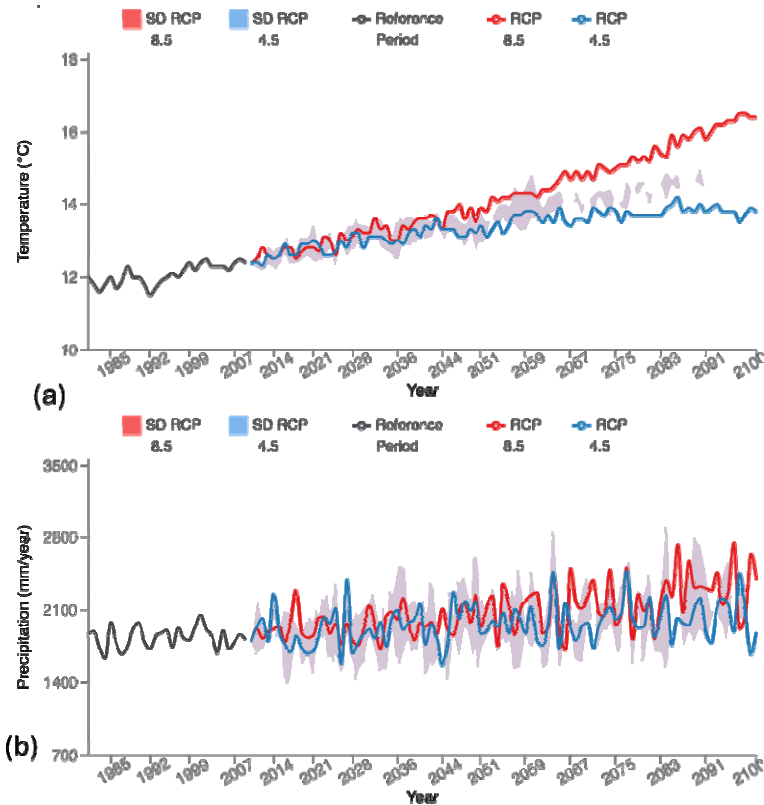 SD RCP 8.5 SD RCP 4.5 Reference Period RCP 8.5 RCP 4.5
Temperature (°C)
18
16
14
12
10
1985 1992 1999 2007 2014 2021 2028 2036 2044 2051 2059 2067 2075 2083 2091 210
Year
(a)
SD RCP 8.5 SD RCP 4.5 Reference Period RCP 8.5 RCP 4.5
Precipitation (mm/year)
3500
2800
2100
1400
700
1985 1992 1999 2007 2014 2021 2028 2036 2044 2051 2059 2067 2075 2083 2091 210
Year
(b)